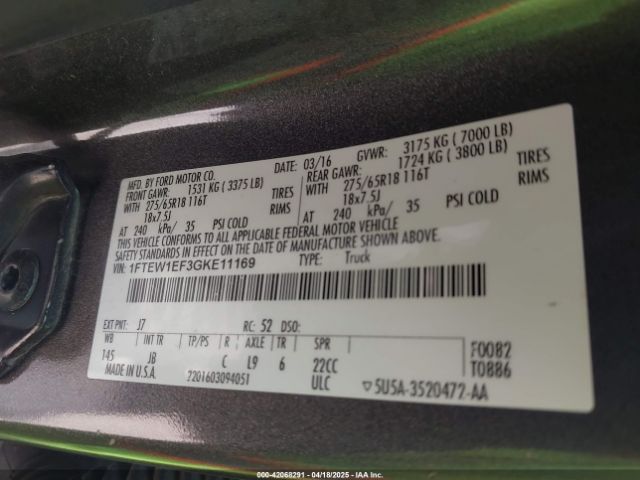 MFD. BY FORD MOTOR CO.
DATE: 03/16 GVWR: 3175 KG ( 7000 LB)
FRONT GAWR: 1531 KG ( 3375 LB) REAR GAWR: 1724 KG ( 3800 LB)
WITH 275/65R18 116T TIRES WITH 275/65R18 116T TIRES
18x7.5J RIMS 18x7.5J RIMS
AT 240 kPa/ 35 PSI COLD AT 240 kPa/ 35 PSI COLD
THIS VEHICLE CONFORMS TO ALL APPLICABLE FEDERAL MOTOR VEHICLE
SAFETY STANDARDS IN EFFECT ON THE DATE OF MANUFACTURE SHOWN ABOVE.
VIN: 1FTEW1EF3GKE11169 TYPE: Truck
EXT PNT: J7 RC: 52 DSO:
WB INT TR TP/PS R AXLE TR SPR F0082
145 JB C L9 6 22CC T0886
MADE IN U.S.A. ?201603094051 ULC ▽ 5U5A-3520472-AA
000-42068291 - 04/18/2025 - IAA Inc.